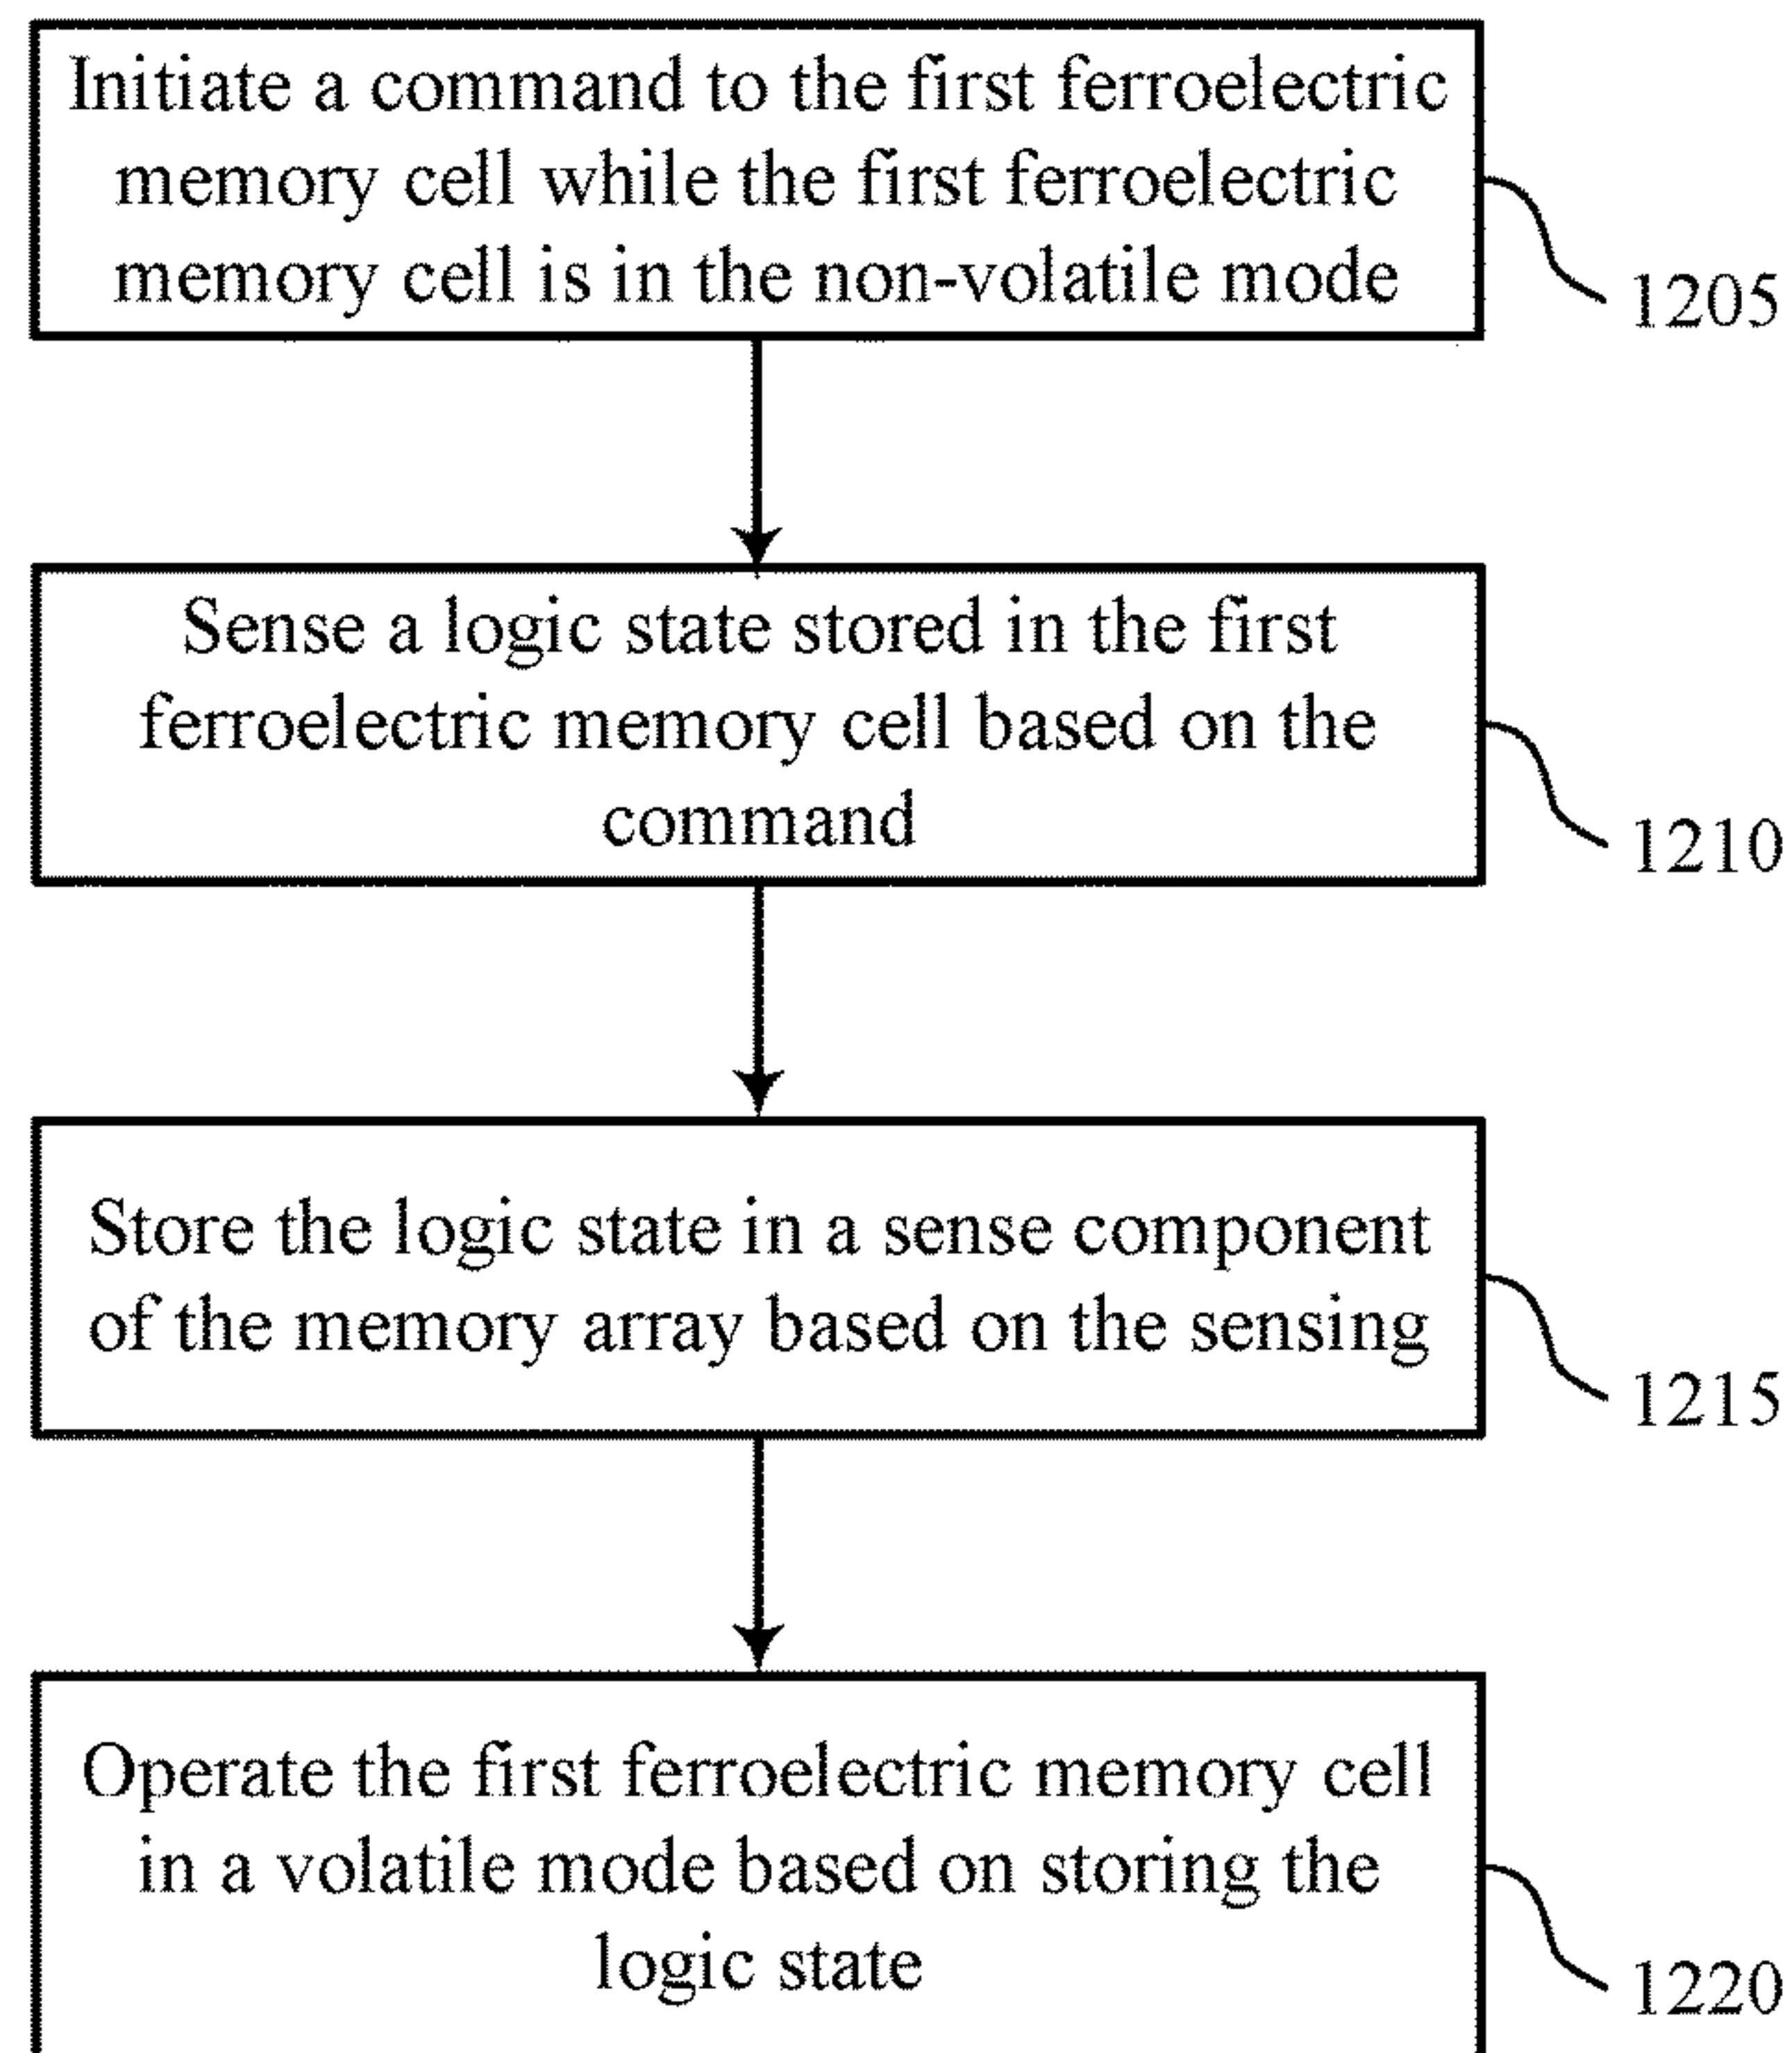 Initiate a command to the first ferroelectric
memory cell while the first ferroelectric
memory cell is in the non-volatile mode
1205
Sense a logic state stored in the first
ferroelectric memory cell based on the
command
1210
Store the logic state in a sense component
of the memory array based on the sensing
1215
Operate the first ferroelectric memory cell
in a volatile mode based on storing the
logic state
1220